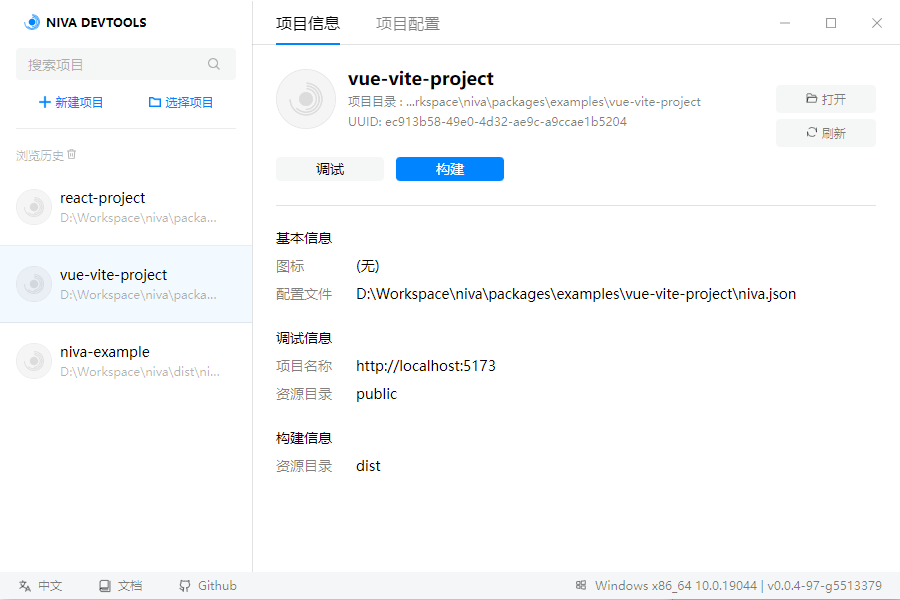 NIVA DEVTOOLS
搜索项目
新建项目
选择项目
浏览历史
react-project
D:\Workspace\niva\packa...
vue-vite-project
D:\Workspace\niva\packa...
niva-example
D:\Workspace\niva\dist\ni...
项目信息
项目配置
vue-vite-project
项目目录 : ...rkspace\niva\packages\examples\vue-vite-project
UUID: ec913b58-49e0-4d32-ae9c-a9ccae1b5204
打开
刷新
调试
构建
基本信息
图标 (无)
配置文件 D:\Workspace\niva\packages\examples\vue-vite-project\niva.json
调试信息
项目名称 http://localhost:5173
资源目录 public
构建信息
资源目录 dist
中文
文档
Github
Windows x86_64 10.0.19044 | v0.0.4-97-g5513379